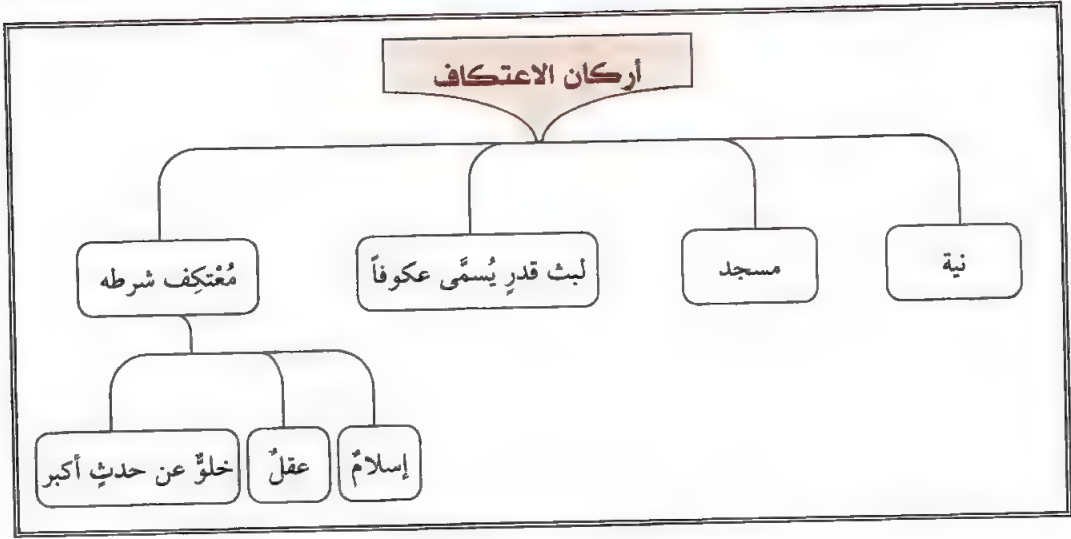 أركان الاعتكاف
نية
مسجد
لبث قدرٍ يُسمَّى عكوفاً
مُعْتكِف شرطه
إسلامٌ
عقلٌ
خلوٌّ عن حدثٍ أكبر